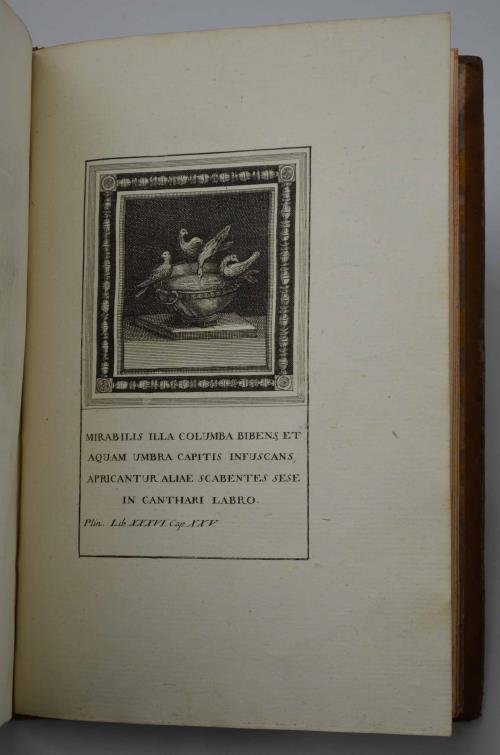 MIRABILIS ILLA COLUMBA BIBENS, ET
AQUAM UMBRA CAPITIS INFUSCANS,
APRICANTUR ALIAE SCABENTES SESE
IN CANTHARI LABRO.
Plin. Lib. XXXVI. Cap. XXV